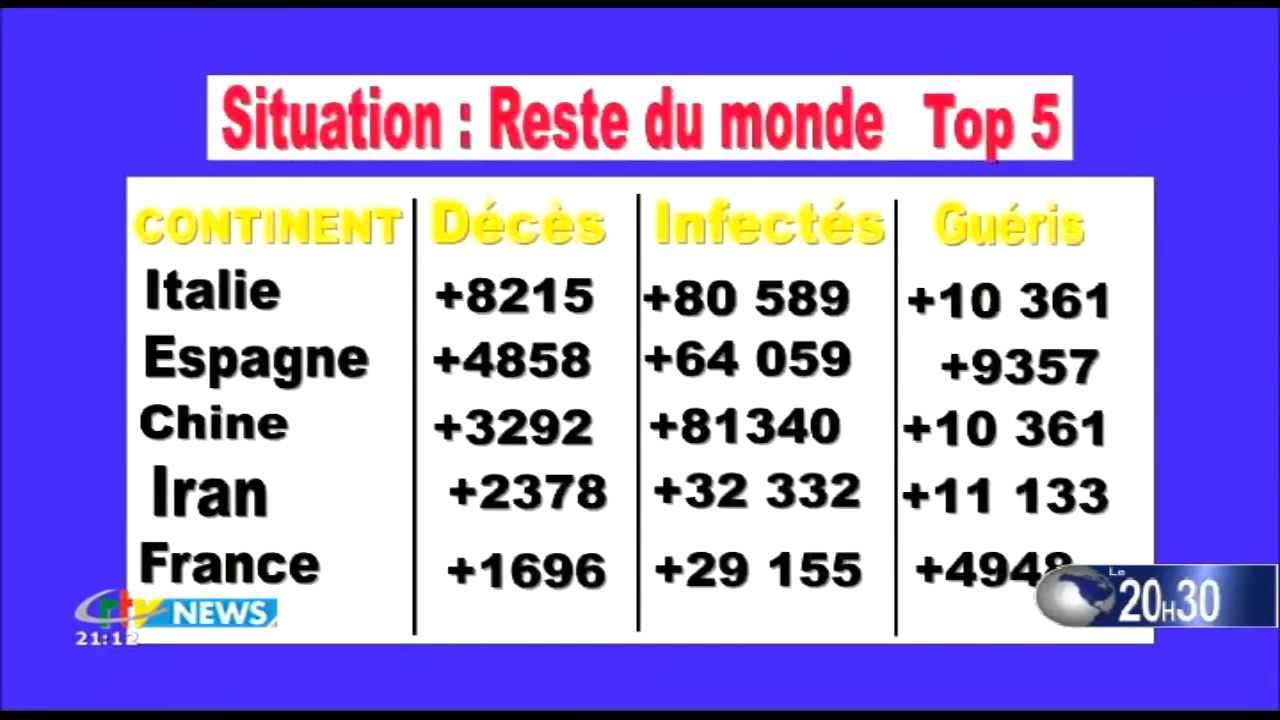 Situation : Reste du monde Top 5
CONTINENT Décès Infectés Guéris
Italie +8215 +80 589 +10 361
Espagne +4858 +64 059 +9357
Chine +3292 +81340 +10 361
Iran +2378 +32 332 +11 133
France +1696 +29 155 +4948
rtv NEWS
21:12
Le
20H30